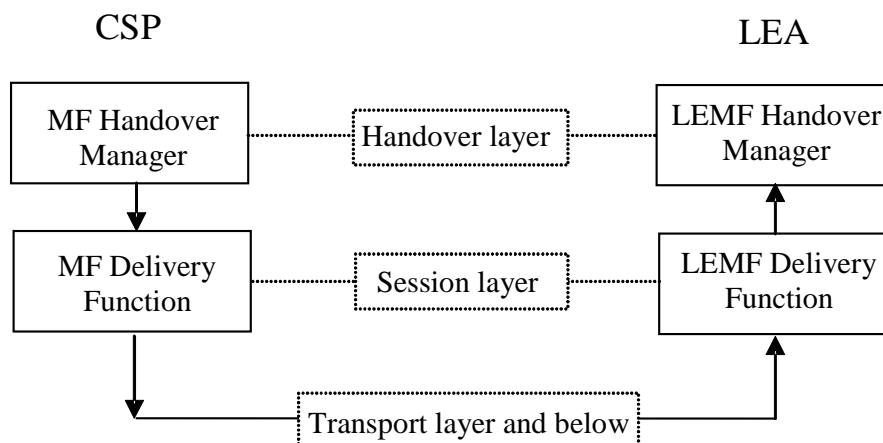 CSP
LEA
MF Handover
Manager
Handover layer
LEMF Handover
Manager
MF Delivery
Function
Session layer
LEMF Delivery
Function
Transport layer and below